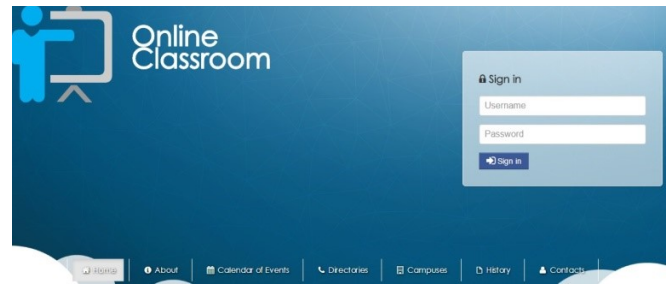 Online
Classroom
Sign in
Username
Password
Sign in
Home About Calendar of Events Directories Campuses History Contacts